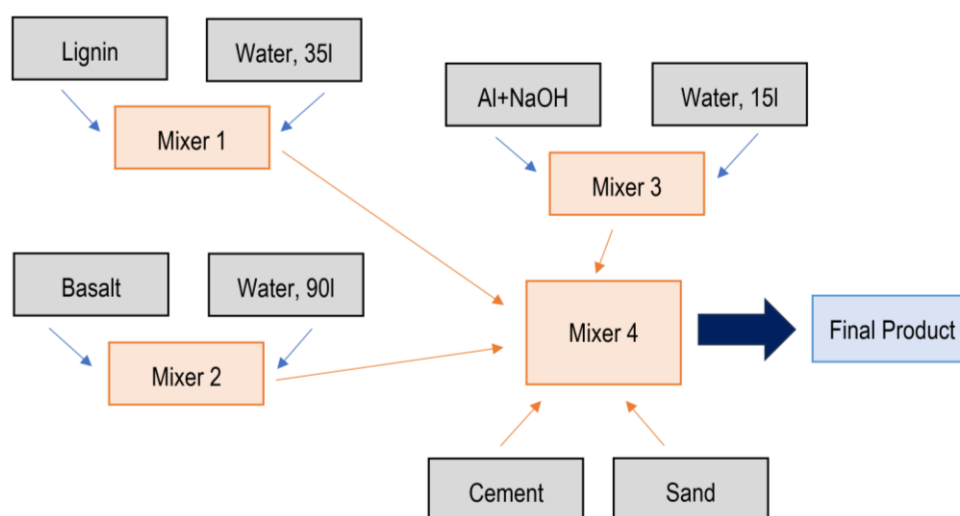 Lignin
Water, 35l
Mixer 1
Al+NaOH
Water, 15l
Mixer 3
Basalt
Water, 90l
Mixer 2
Mixer 4
Final Product
Cement
Sand